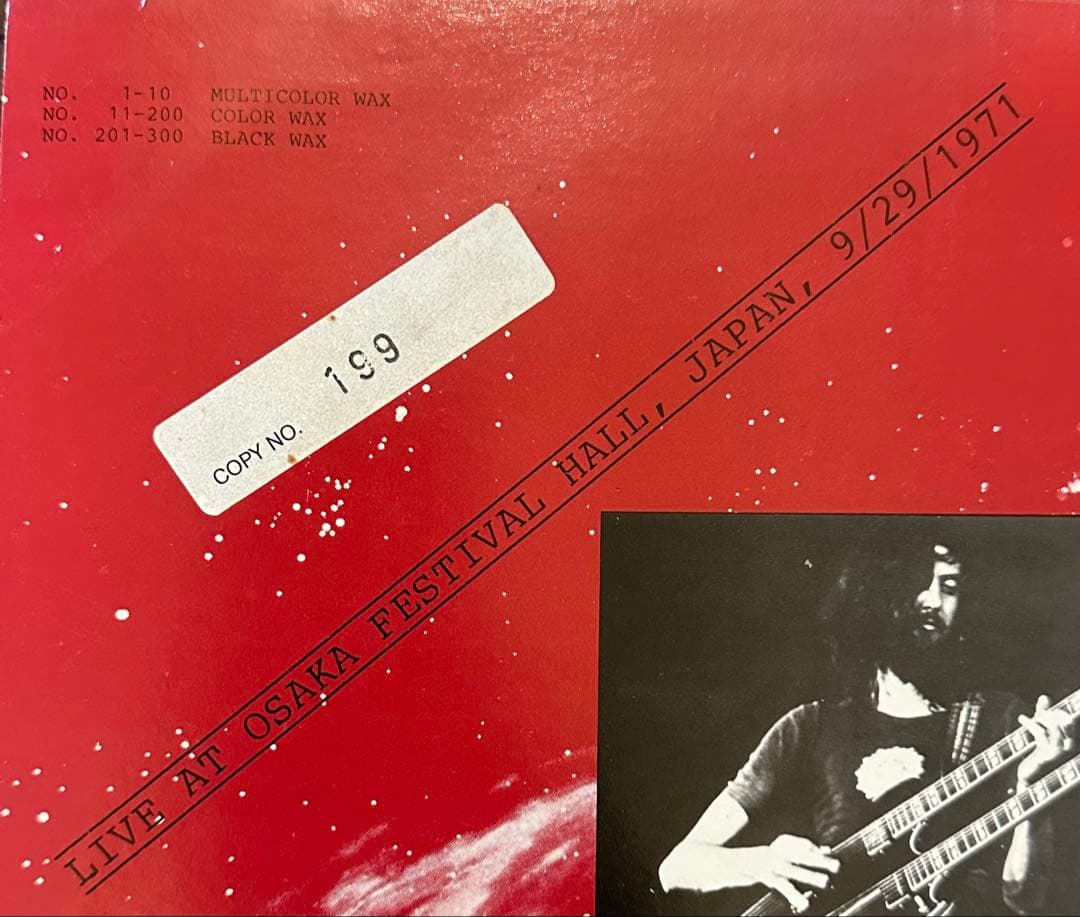 NO. 1-10 MULTICOLOR WAX
NO. 11-200 COLOR WAX
NO. 201-300 BLACK WAX
COPY NO. 199
LIVE AT OSAKA FESTIVAL HALL, JAPAN, 9/29/1971